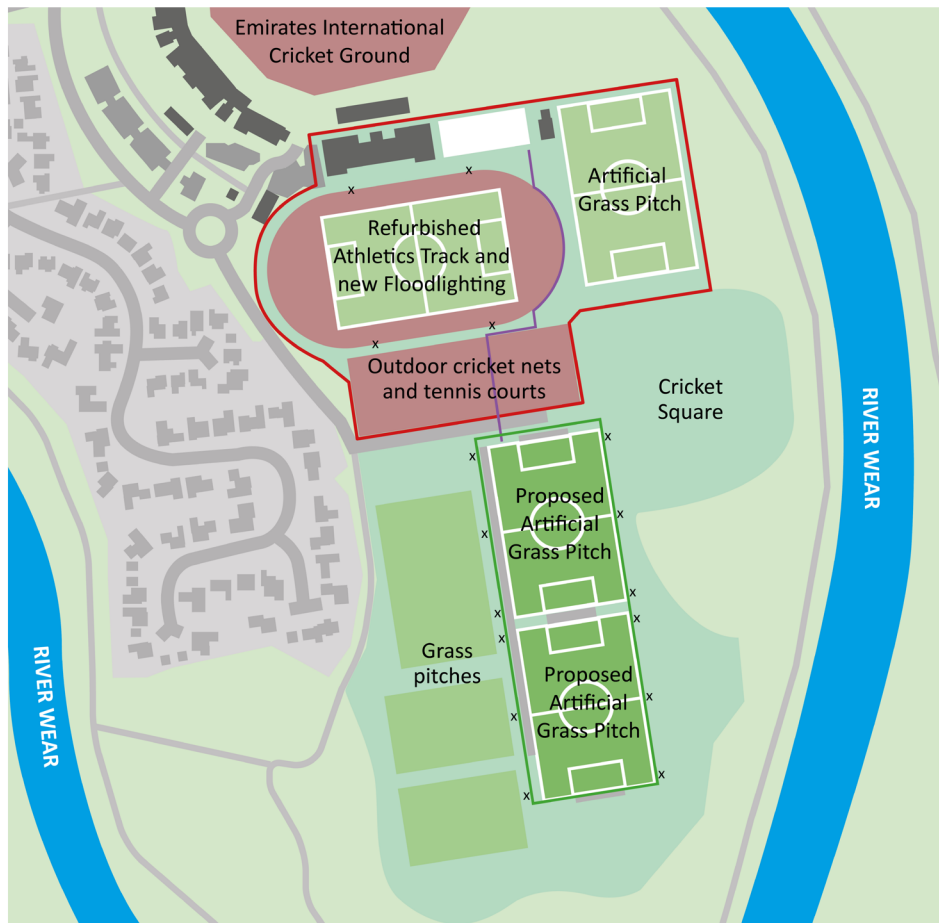 Emirates International
Cricket Ground
Artificial
Grass Pitch
Refurbished
Athletics Track and
new Floodlighting
x
x
x
x
Outdoor cricket nets
and tennis courts
Cricket
Square
RIVER WEAR
x
x
Proposed
Artificial
Grass Pitch
x
x
x
x
x
x
Grass
pitches
Proposed
Artificial
Grass Pitch
x
x
x
x
RIVER WEAR